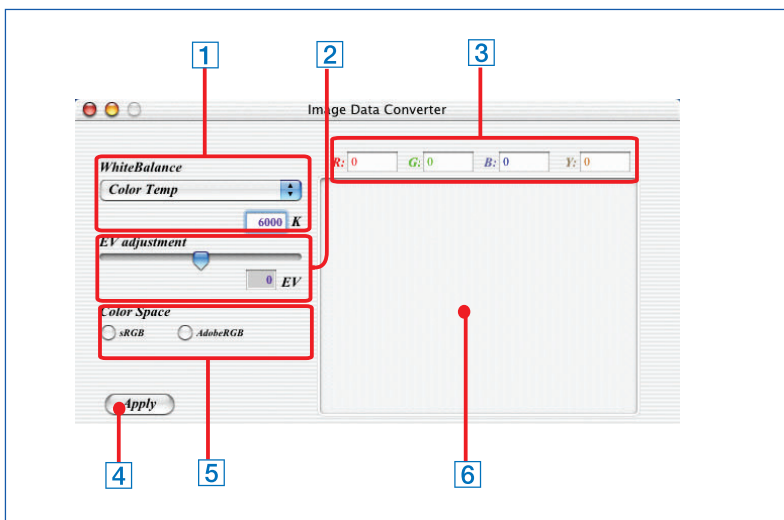 1 2 3
Image Data Converter
R: 0 G: 0 B: 0 Y: 0
WhiteBalance
Color Temp
6000 K
EV adjustment
0 EV
Color Space
sRGB AdobeRGB
Apply
4 5 6